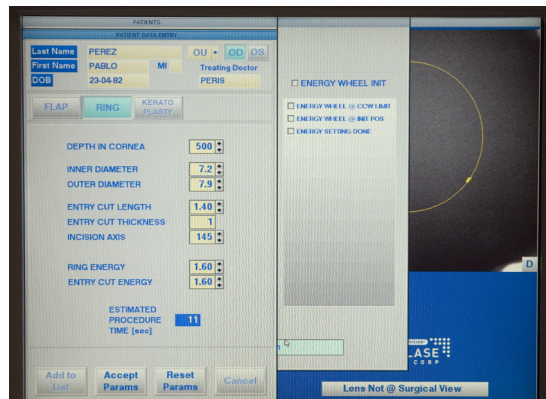 PATIENTS
PATIENT DATA ENTRY
Last Name PEREZ OU OD OS
First Name PABLO MI Treating Doctor
DOB 23-04-82 PERIS
FLAP RING KERATO
PLASTY
DEPTH IN CORNEA 500
INNER DIAMETER 7.2
OUTER DIAMETER 7.9
ENTRY CUT LENGTH 1.40
ENTRY CUT THICKNESS 1
INCISION AXIS 145
RING ENERGY 1.60
ENTRY CUT ENERGY 1.60
ESTIMATED
PROCEDURE 11
TIME [sec]
Add to
List
Accept
Params
Reset
Params
Cancel
ENERGY WHEEL INIT
ENERGY WHEEL @ CCW LIMIT
ENERGY WHEEL @ INIT POS
ENERGY SETTING DONE
D
LASE
CORP
Lens Not @ Surgical View